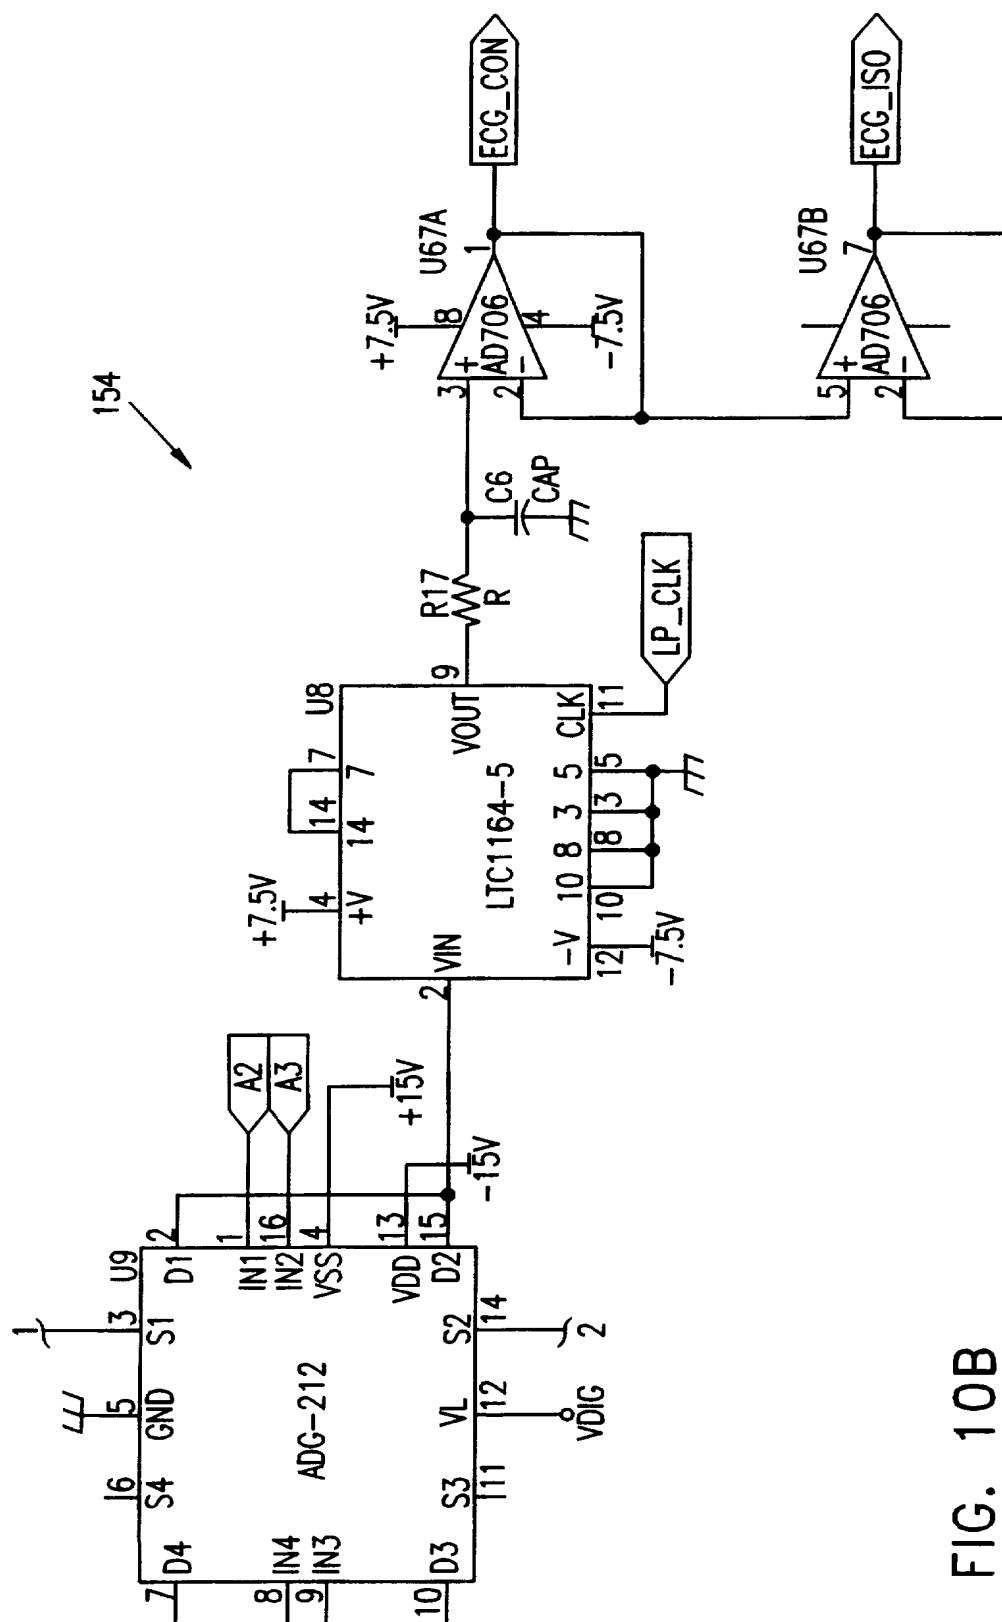 154
1
3
S1
5
GND
6
S4
U9
7
D4
D1
2
IN1
1
A2
8
IN4
IN2
16
A3
9
IN3
VSS
4
+15V
ADG-212
VDD
13
-15V
10
D3
D2
15
S3
11
VL
12
VDIG
S2
14
2
+7.5V
4
+V
14
14
7
7
U8
2
VIN
VOUT
9
LTC1164-5
-V
12
-7.5V
10
10
8
8
3
3
5
5
CLK
11
LP_CLK
R17
R
C6
CAP
+7.5V
8
U67A
3
+
AD706
1
ECG_CON
2
-
4
-7.5V
U67B
5
+
AD706
7
ECG_ISO
2
-
FIG. 10B